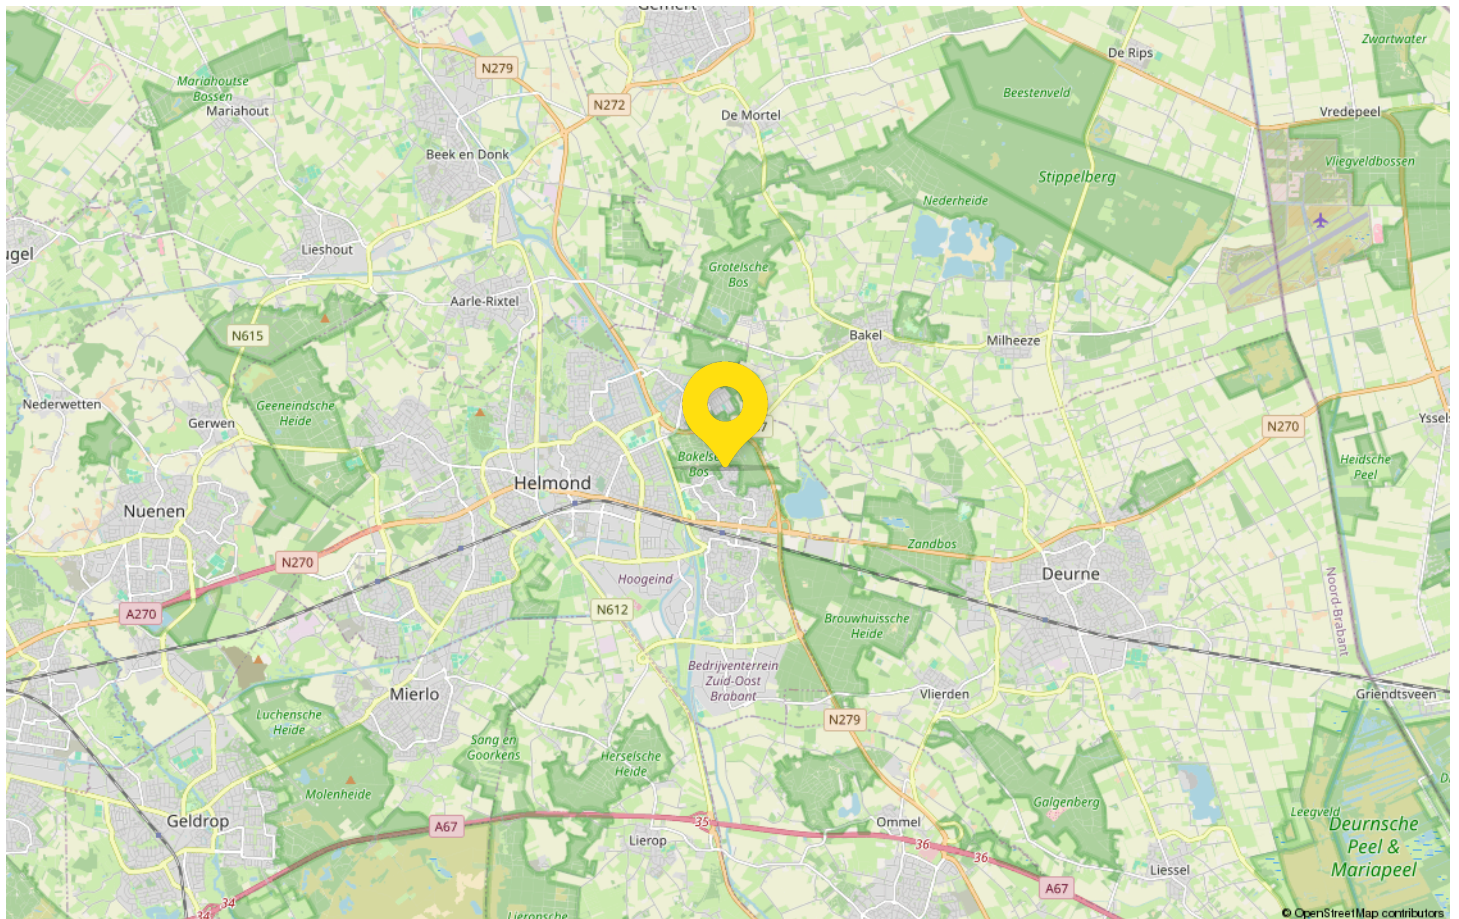 Gemert
Zwartwater
De Rips
N279
Mariahoutse
Bossen
Mariahout
N272
De Mortel
Beestenveld
Vredepeel
Beek en Donk
Vliegveldbossen
Stippelberg
Nederheide
Lieshout
ugel
Grotelsche
Bos
Aarle-Rixtel
N615
Bakel
Milheeze
Nederwetten
Geeneindsche
Heide
Gerwen
7
N270
Yssels
Bakelse
Bos
Heidsche
Peel
Helmond
Nuenen
Zandbos
N270
Hoogeind
Deurne
A270
N612
Brouwhuissche
Heide
Noord-Brabant
Bedrijventerrein
Zuid-Oost
Brabant
Mierlo
Vlierden
Griendtsveen
Luchensche
Heide
N279
Sang en
Goorkens
Herselsche
Heide
Molenheide
Galgenberg
Leegveld
D
Geldrop
A67
35
Ommel
Deurnsche
Peel &
Mariapeel
Lierop
36
36
Liessel
A67
34
34
34
Lieropsche
© OpenStreetMap contributors